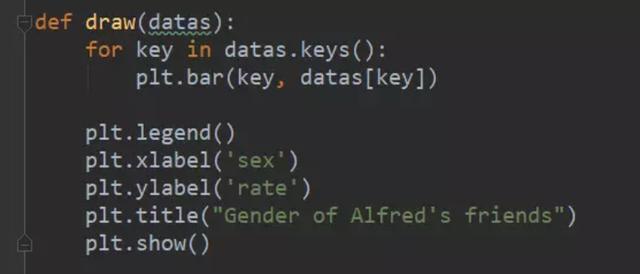 def draw(datas):
    for key in datas.keys():
        plt.bar(key, datas[key])

    plt.legend()
    plt.xlabel('sex')
    plt.ylabel('rate')
    plt.title("Gender of Alfred's friends")
    plt.show()